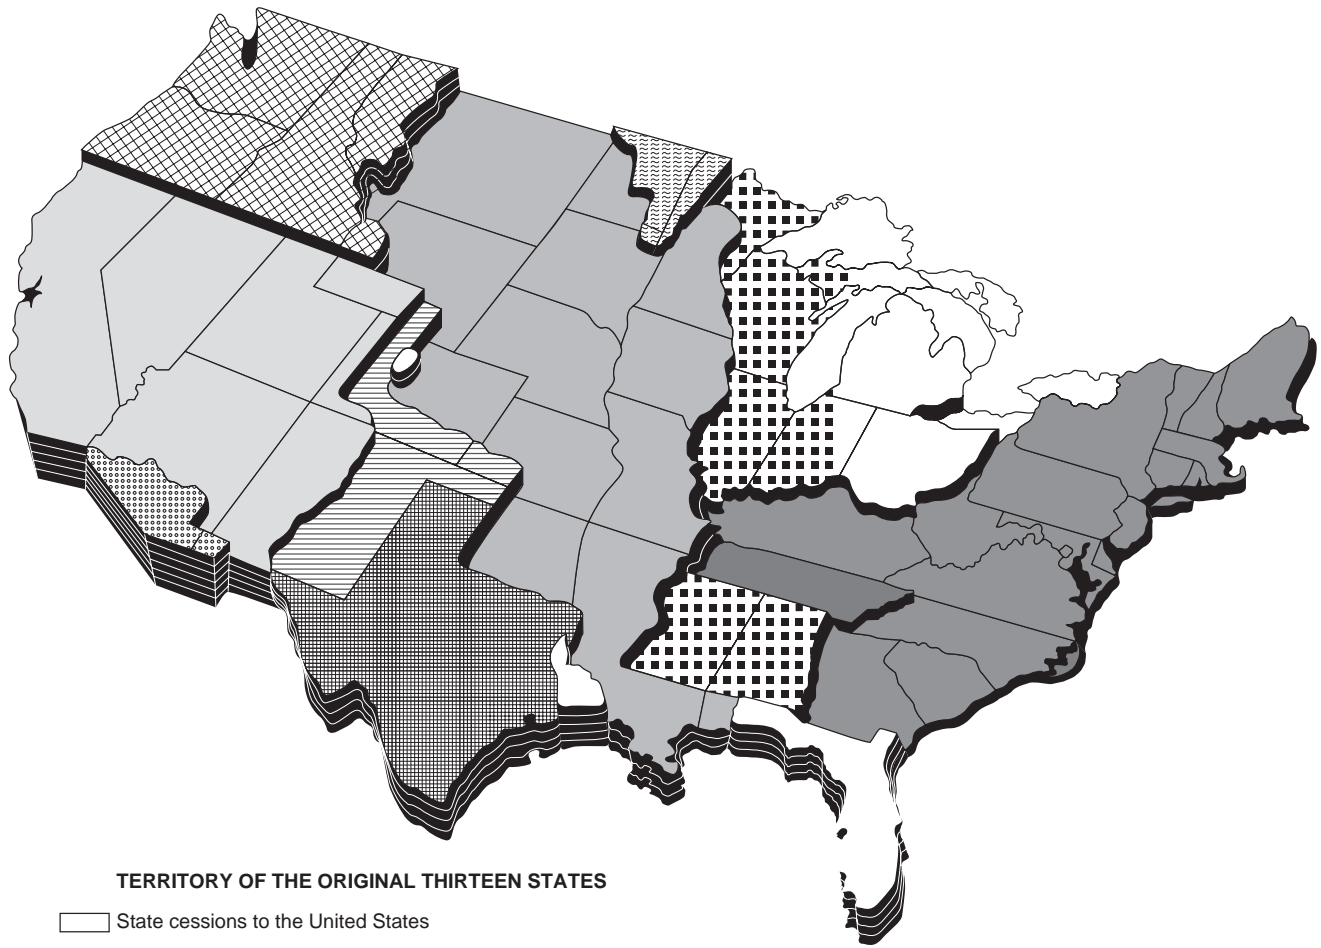 TERRITORY OF THE ORIGINAL THIRTEEN STATES
State cessions to the United States